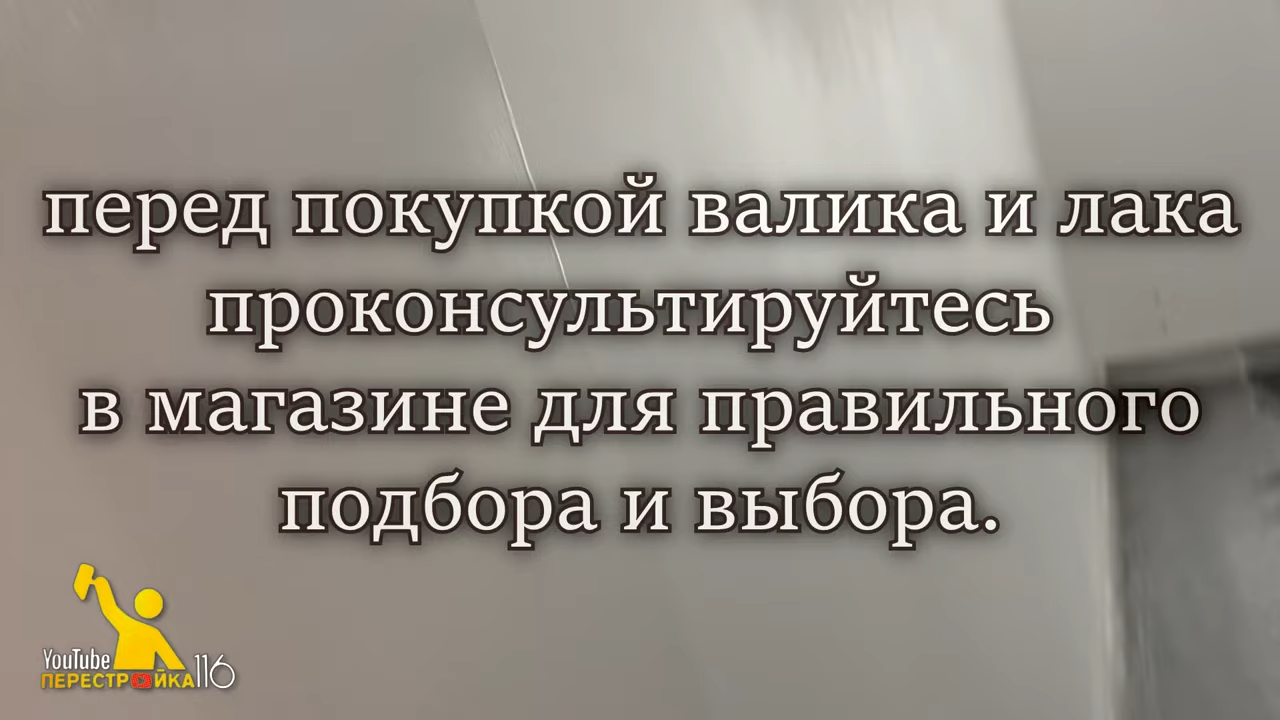 перед покупкой валика и лака
проконсультируйтесь
в магазине для правильного
подбора и выбора.
YouTube
ПЕРЕСТРОЙКА116